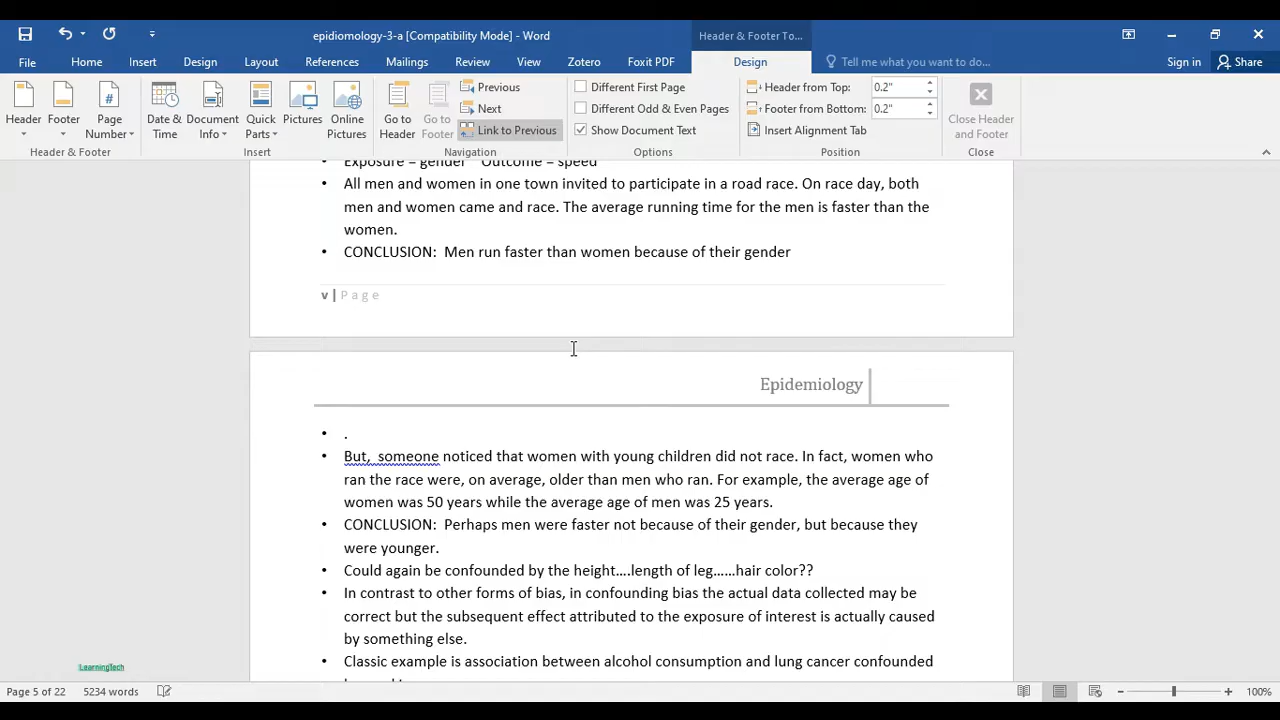 epidiomology-3-a [Compatibility Mode] - Word
Header & Footer To...
File Home Insert Design Layout References Mailings Review View Zotero Foxit PDF Design Tell me what you want to do... Sign in Share
Header
Footer
Page Number
Header & Footer
Date & Time
Document Info
Quick Parts
Pictures
Online Pictures
Insert
Go to Header
Go to Footer
Previous
Next
Link to Previous
Navigation
Different First Page
Different Odd & Even Pages
Show Document Text
Options
Header from Top: 0.2"
Footer from Bottom: 0.2"
Insert Alignment Tab
Position
Close Header and Footer
Close
• Exposure = gender Outcome = speed
• All men and women in one town invited to participate in a road race. On race day, both
men and women came and race. The average running time for the men is faster than the
women.
• CONCLUSION: Men run faster than women because of their gender
v | Page
Epidemiology
• .
• But, someone noticed that women with young children did not race. In fact, women who
ran the race were, on average, older than men who ran. For example, the average age of
women was 50 years while the average age of men was 25 years.
• CONCLUSION: Perhaps men were faster not because of their gender, but because they
were younger.
• Could again be confounded by the height....length of leg......hair color??
• In contrast to other forms of bias, in confounding bias the actual data collected may be
correct but the subsequent effect attributed to the exposure of interest is actually caused
by something else.
• Classic example is association between alcohol consumption and lung cancer confounded
LearningTech
Page 5 of 22 5234 words 100%